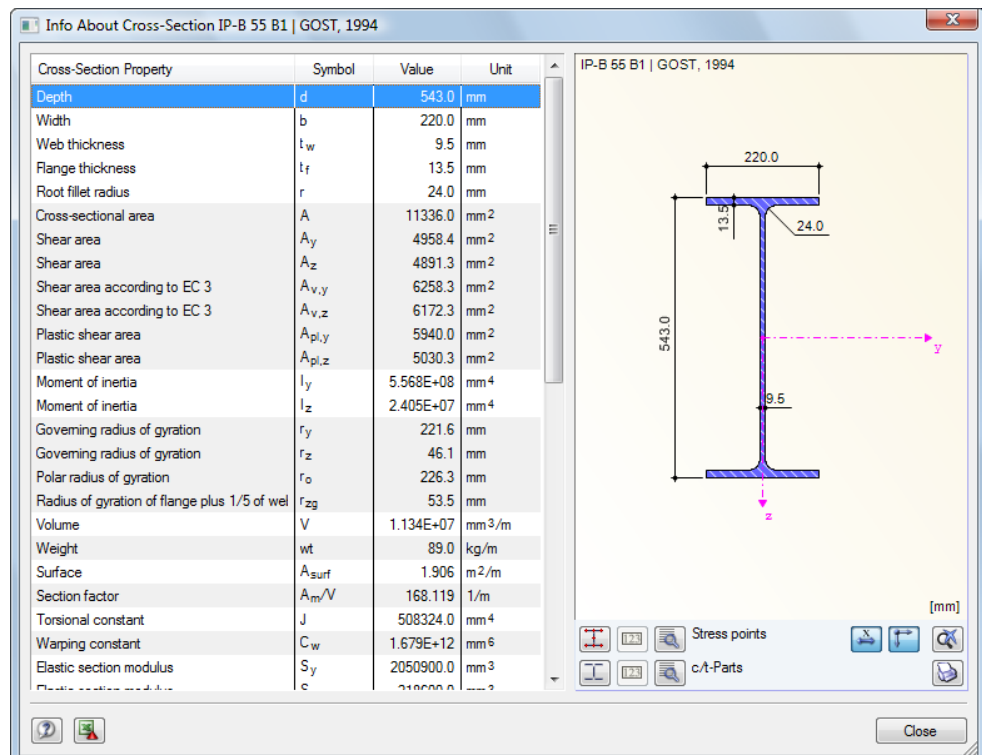 Info About Cross-Section IP-B 55 B1 | GOST, 1994
Cross-Section Property Symbol Value Unit
Depth d 543.0 mm
Width b 220.0 mm
Web thickness tw 9.5 mm
Flange thickness tf 13.5 mm
Root fillet radius r 24.0 mm
Cross-sectional area A 11336.0 mm2
Shear area Ay 4958.4 mm2
Shear area Az 4891.3 mm2
Shear area according to EC 3 Av,y 6258.3 mm2
Shear area according to EC 3 Av,z 6172.3 mm2
Plastic shear area Apl,y 5940.0 mm2
Plastic shear area Apl,z 5030.3 mm2
Moment of inertia Iy 5.568E+08 mm4
Moment of inertia Iz 2.405E+07 mm4
Governing radius of gyration ry 221.6 mm
Governing radius of gyration rz 46.1 mm
Polar radius of gyration ro 226.3 mm
Radius of gyration of flange plus 1/5 of wel rzg 53.5 mm
Volume V 1.134E+07 mm3/m
Weight wt 89.0 kg/m
Surface Asurf 1.906 m2/m
Section factor Am/V 168.119 1/m
Torsional constant J 508324.0 mm4
Warping constant Cw 1.679E+12 mm6
Elastic section modulus Sy 2050900.0 mm3
IP-B 55 B1 | GOST, 1994
220.0
13.5
24.0
543.0
y
9.5
z
[mm]
123 Stress points x
123 c/t-Parts
Close